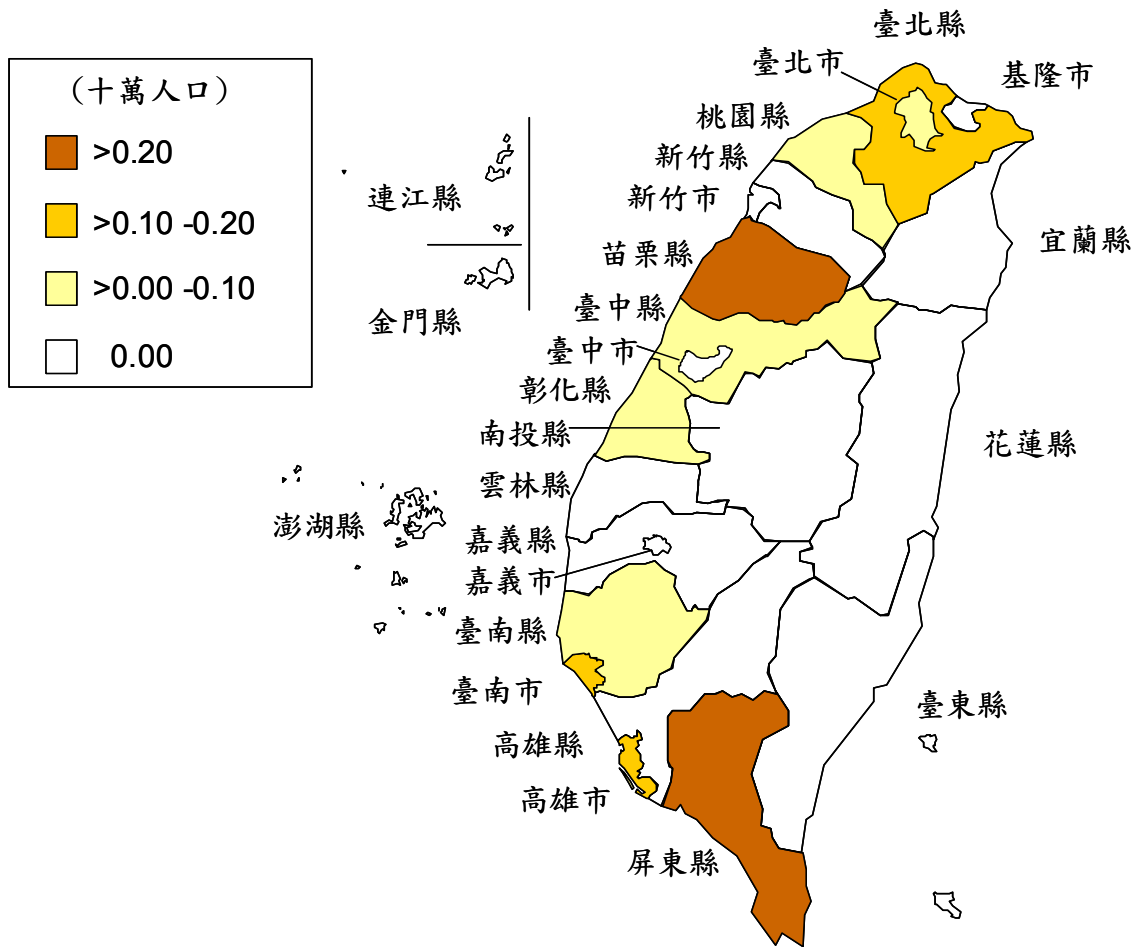 (十萬人口)
>0.20
>0.10 -0.20
>0.00 -0.10
0.00
臺北縣
臺北市
基隆市
桃園縣
新竹縣
新竹市
連江縣
宜蘭縣
苗栗縣
臺中縣
金門縣
臺中市
彰化縣
南投縣
花蓮縣
雲林縣
澎湖縣
嘉義縣
嘉義市
臺南縣
臺南市
臺東縣
高雄縣
高雄市
屏東縣